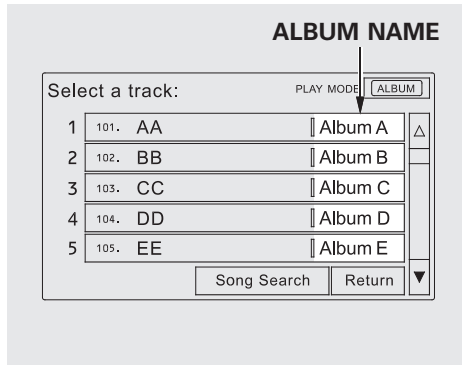 ALBUM NAME
Select a track: PLAY MODE ALBUM
1 101. AA Album A
2 102. BB Album B
3 103. CC Album C
4 104. DD Album D
5 105. EE Album E
Song Search Return